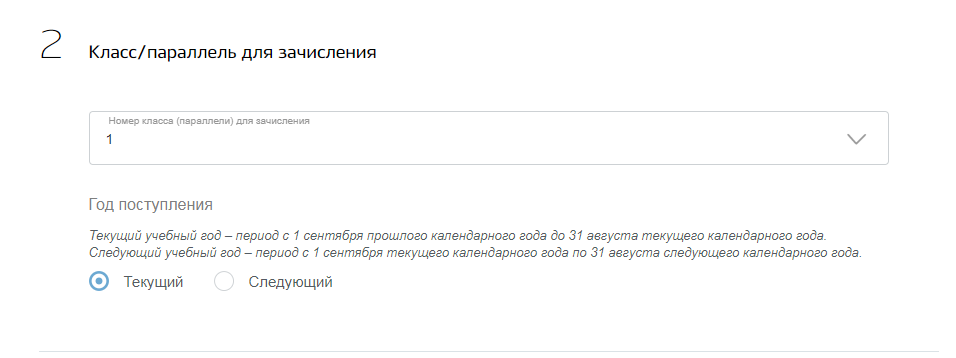 2
Класс/параллель для зачисления
Номер класса (параллели) для зачисления
1
Год поступления
Текущий учебный год – период с 1 сентября прошлого календарного года до 31 августа текущего календарного года.
Следующий учебный год – период с 1 сентября текущего календарного года по 31 августа следующего календарного года.
Текущий Следующий